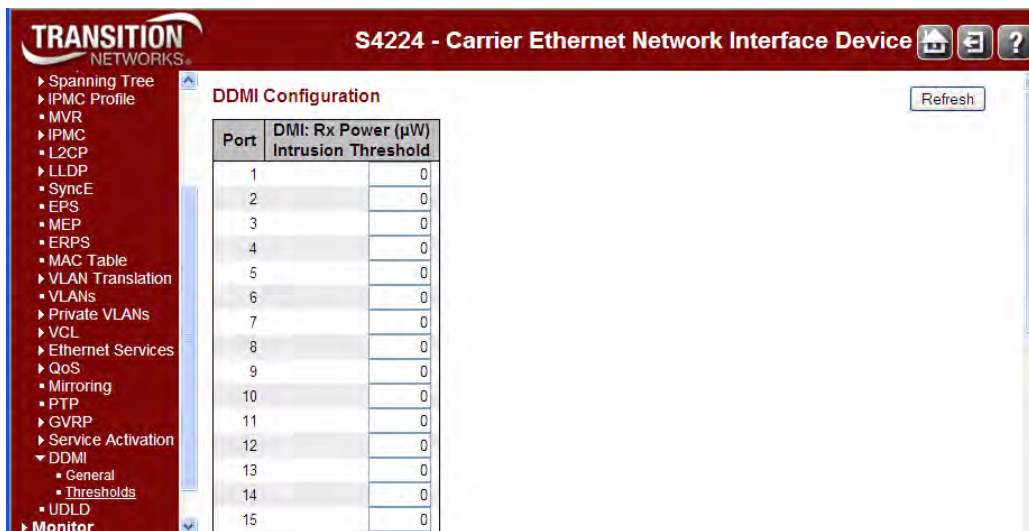 TRANSITION
NETWORKS®
S4224 - Carrier Ethernet Network Interface Device
?
Spanning Tree
IPMC Profile
MVR
IPMC
L2CP
LLDP
SyncE
EPS
MEP
ERPS
MAC Table
VLAN Translation
VLANs
Private VLANs
VCL
Ethernet Services
QoS
Mirroring
PTP
GVRP
Service Activation
DDMI
General
Thresholds
UDLD
Monitor
DDMI Configuration
Refresh
Port DMI: Rx Power (µW) Intrusion Threshold
1 0
2 0
3 0
4 0
5 0
6 0
7 0
8 0
9 0
10 0
11 0
12 0
13 0
14 0
15 0